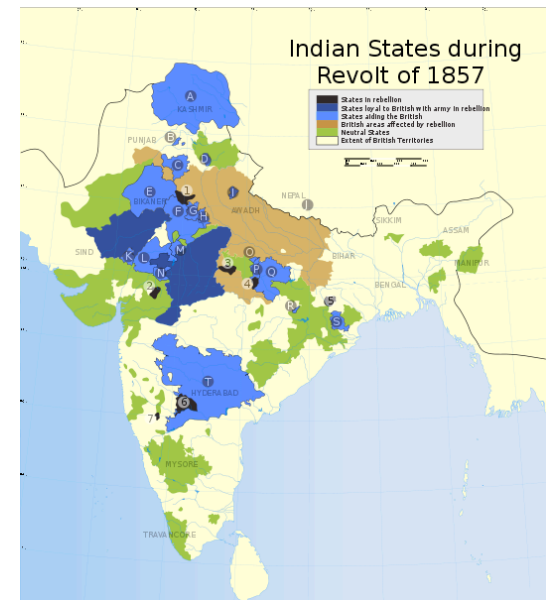 Indian States during
Revolt of 1857
States in rebellion
States loyal to British with army in rebellion
States aiding the British
British areas affected by rebellion
Neutral States
Extent of British Territories
A
KASHMIR
B
PUNJAB
C
D
E
BIKANER
1
I
NEPAL
J
F
G
H
AWADH
SIKKIM
ASSAM
SIND
K
L
M
N
O
BIHAR
MANIPUR
2
3
P
Q
4
BENGAL
R
5
S
T
HYDERABAD
6
7
MYSORE
TRAVANCORE